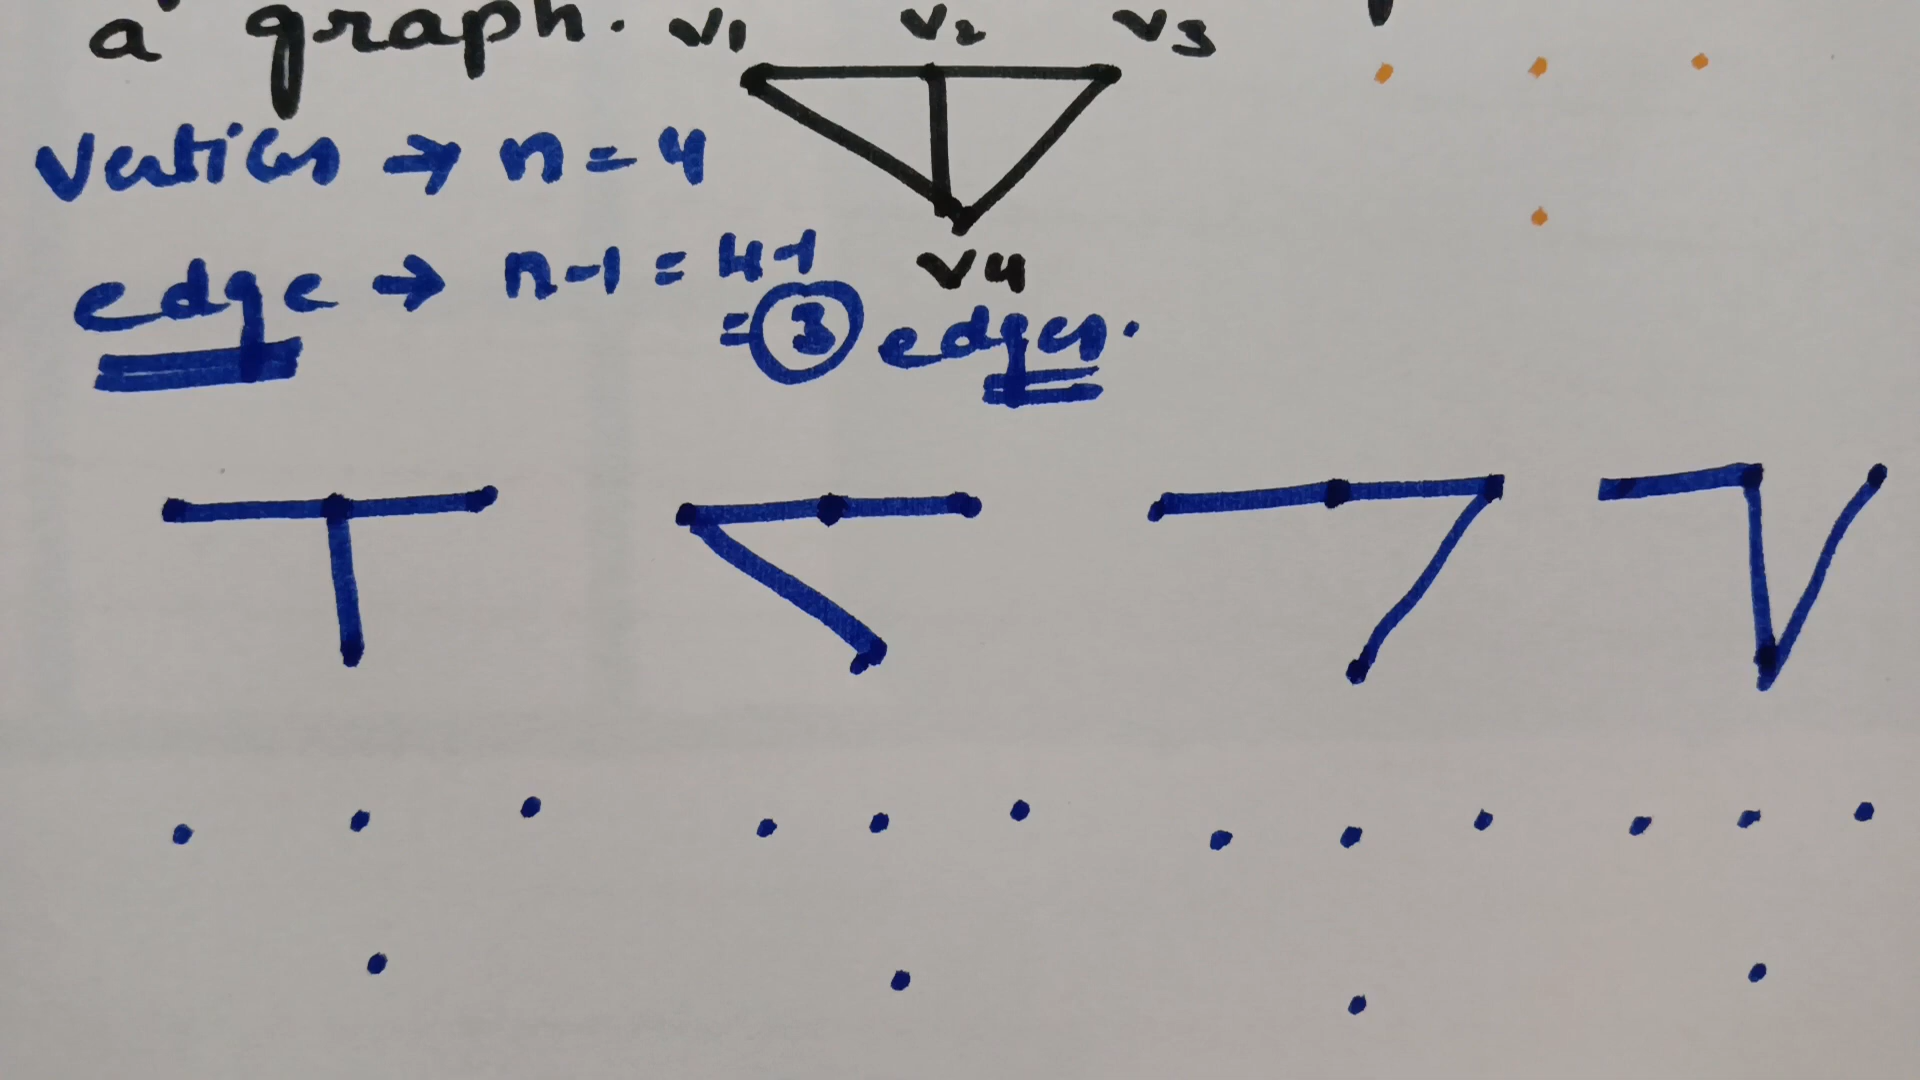 a graph.
v1 v2 v3
vertices → n = 4
v4
edge → n-1 = 4-1
= 3 edges.